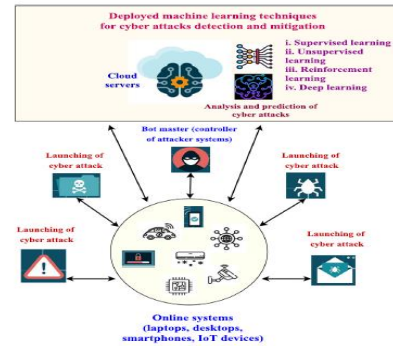 Deployed machine learning techniques
for cyber attacks detection and mitigation
Cloud
servers
i. Supervised learning
ii. Unsupervised
learning
iii. Reinforcement
learning
iv. Deep learning
Analysis and prediction of
cyber attacks
Bot master (controller
of attacker systems)
Launching of
cyber attack
Launching of
cyber attack
Launching of
cyber attack
Launching of
cyber attack
Online systems
(laptops, desktops,
smartphones, IoT devices)